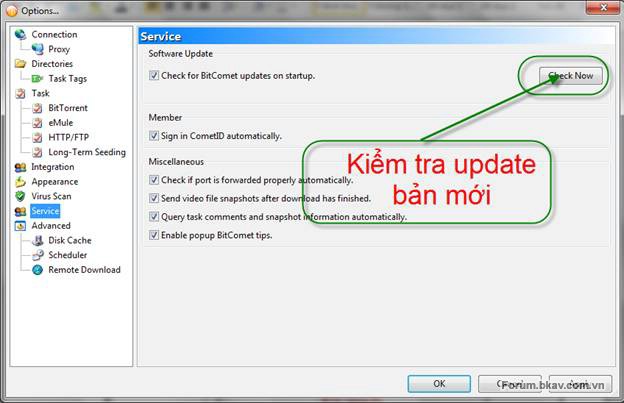 Options...
Connection
Proxy
Directories
Task Tags
Task
BitTorrent
eMule
HTTP/FTP
Long-Term Seeding
Integration
Appearance
Virus Scan
Service
Advanced
Disk Cache
Scheduler
Remote Download
Service
Software Update
Check for BitComet updates on startup.
Check Now
Member
Sign in CometID automatically.
Miscellaneous
Check if port is forwarded properly automatically.
Send video file snapshots after download has finished.
Query task comments and snapshot information automatically.
Enable popup BitComet tips.
Kiểm tra update
bản mới
OK
Cancel
Forum.bkav.com.vn